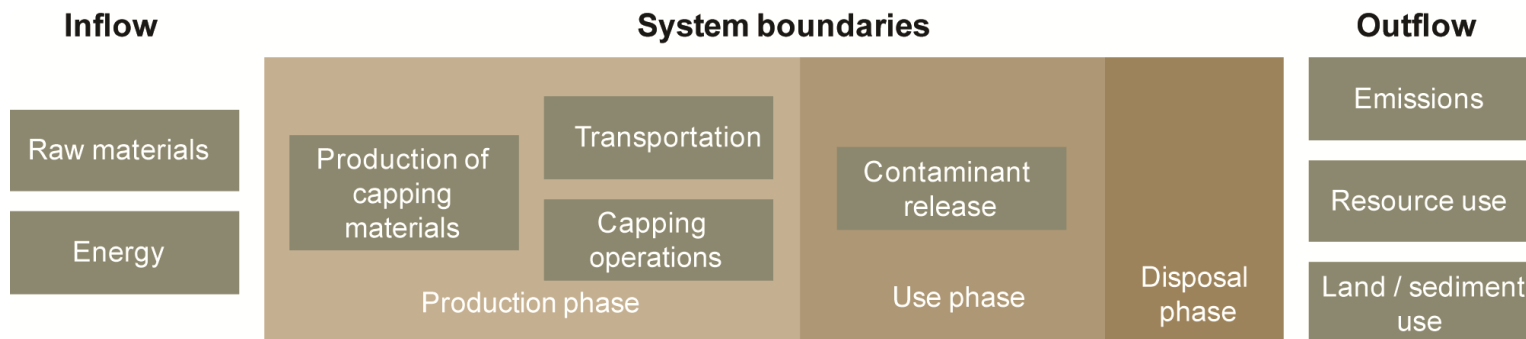 Inflow
System boundaries
Outflow
Raw materials
Energy
Production of
capping
materials
Transportation
Capping
operations
Production phase
Contaminant
release
Use phase
Disposal
phase
Emissions
Resource use
Land / sediment
use